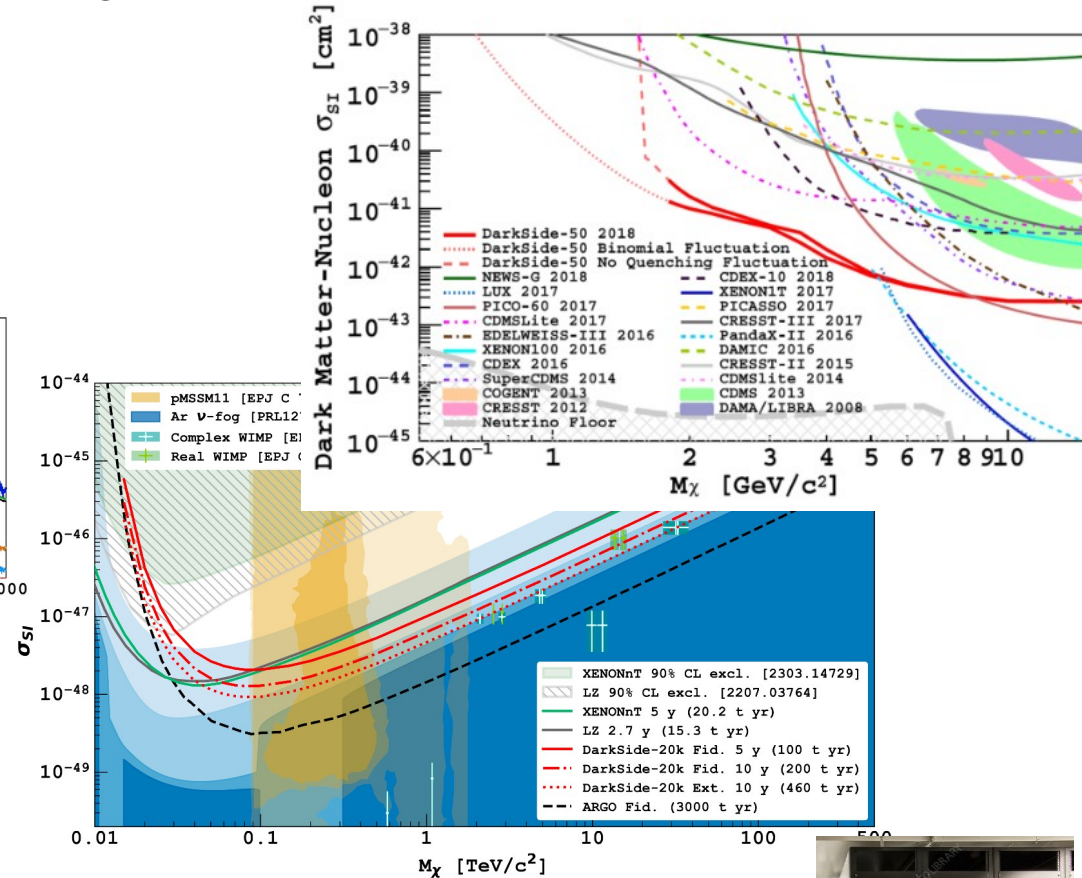 Dark Matter-Nucleon σSI [cm²]
10⁻³⁸
10⁻³⁹
10⁻⁴⁰
10⁻⁴¹
10⁻⁴²
10⁻⁴³
10⁻⁴⁴
10⁻⁴⁵
DarkSide-50 2018
DarkSide-50 Binomial Fluctuation
DarkSide-50 No Quenching Fluctuation
NEWS-G 2018
LUX 2017
PICO-60 2017
CDMSLite 2017
EDELWEISS-III 2016
XENON100 2016
CDEX 2016
SuperCDMS 2014
COGENT 2013
CRESST 2012
Neutrino Floor
CDEX-10 2018
XENON1T 2017
PICASSO 2017
CRESST-III 2017
PandaX-II 2016
DAMIC 2016
CRESST-II 2015
CDMSlite 2014
CDMS 2013
DAMA/LIBRA 2008
6×10⁻¹ 1 2 3 4 5 6 7 8 910
Mχ [GeV/c²]
000
σSI
10⁻⁴⁴
10⁻⁴⁵
10⁻⁴⁶
10⁻⁴⁷
10⁻⁴⁸
10⁻⁴⁹
pMSSM11 [EPJ C
Ar ν-fog [PRL12
Complex WIMP
Real WIMP [EPJ
XENONnT 90% CL excl. [2303.14729]
LZ 90% CL excl. [2207.03764]
XENONnT 5 y (20.2 t yr)
LZ 2.7 y (15.3 t yr)
DarkSide-20k Fid. 5 y (100 t yr)
DarkSide-20k Fid. 10 y (200 t yr)
DarkSide-20k Ext. 10 y (460 t yr)
ARGO Fid. (3000 t yr)
0.01 0.1 1 10 100 500
Mχ [TeV/c²]